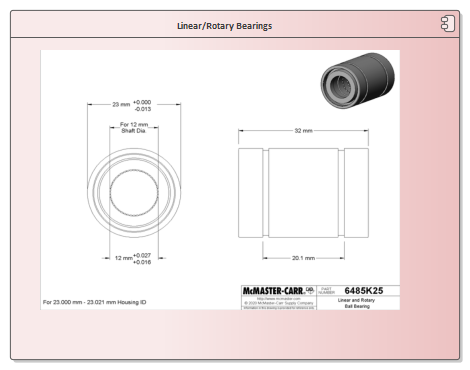 Linear/Rotary Bearings
23 mm +0.000
-0.013
For 12 mm
Shaft Dia.
32 mm
12 mm +0.027
+0.016
20.1 mm
For 23.000 mm - 23.021 mm Housing ID
McMASTER-CARR
PART
NUMBER
6485K25
http://www.mcmaster.com
© 2020 McMaster-Carr Supply Company
Information in this drawing is provided for reference only.
Linear and Rotary
Ball Bearing